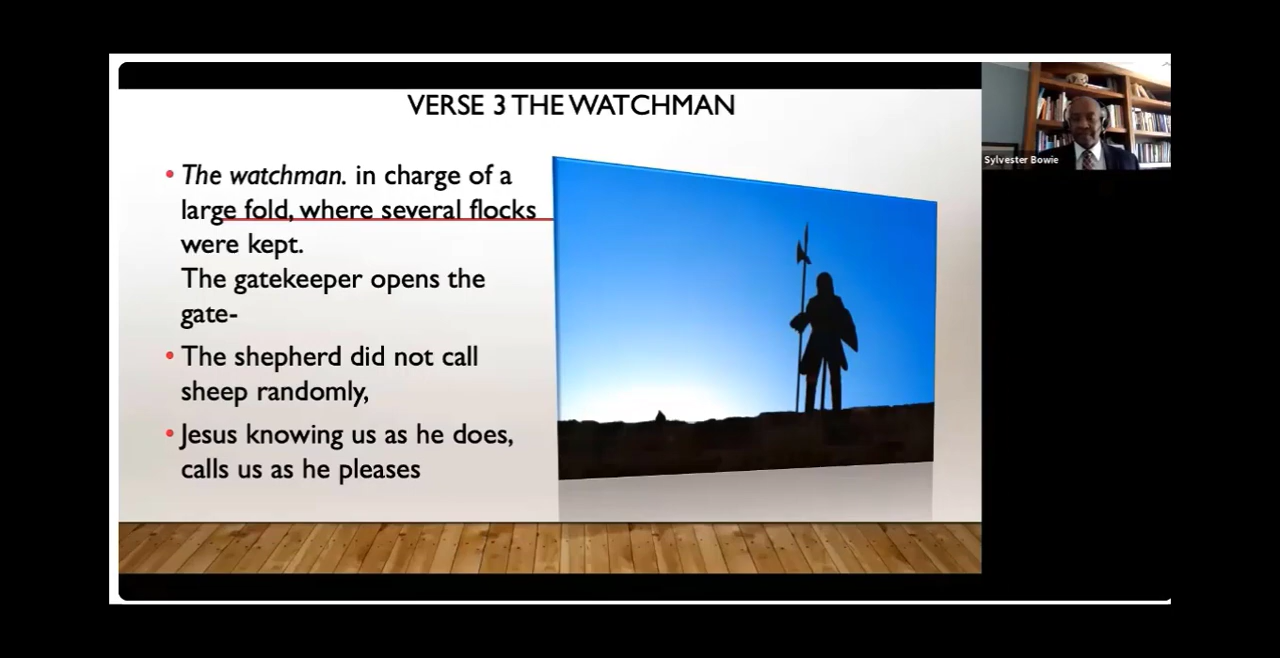 VERSE 3 THE WATCHMAN
• The watchman. in charge of a
large fold, where several flocks
were kept.
The gatekeeper opens the
gate-
• The shepherd did not call
sheep randomly,
• Jesus knowing us as he does,
calls us as he pleases
Sylvester Bowie